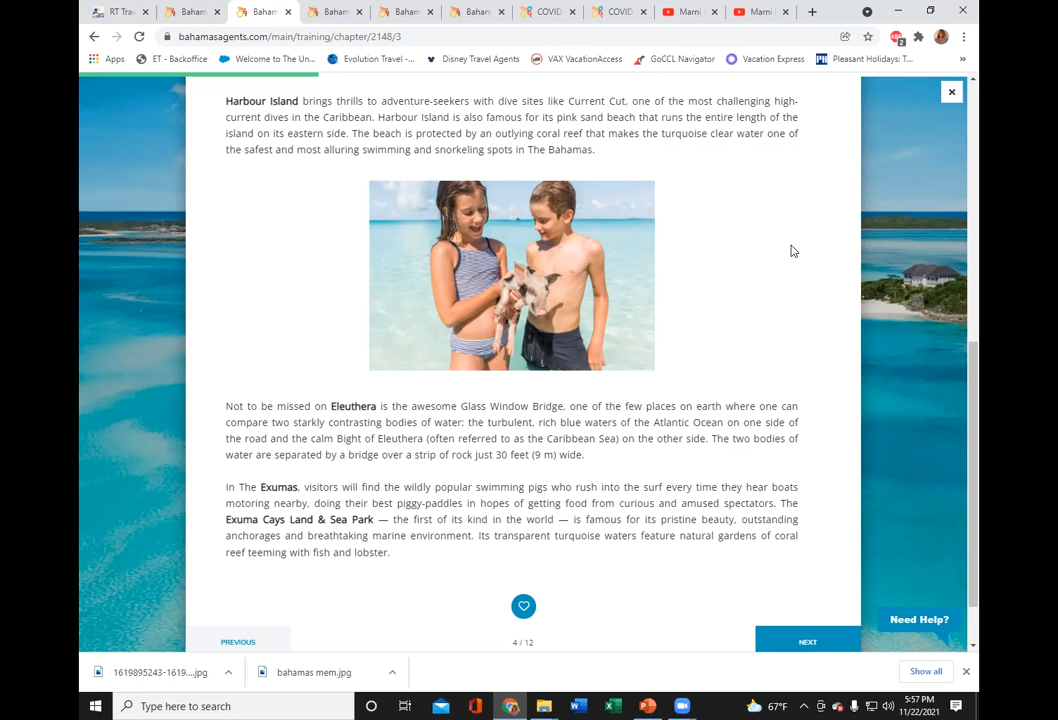 RT Trav
Baham
Baham
Baham
Baham
Baham
COVID
COVID
Marni
Marni
bahamasagents.com/main/training/chapter/2148/3
2
Apps
ET - Backoffice
Welcome to The Un...
Evolution Travel -...
Disney Travel Agents
VAX VacationAccess
GoCCL Navigator
Vacation Express
Pleasant Holidays: T...
»
Harbour Island brings thrills to adventure-seekers with dive sites like Current Cut, one of the most challenging high-
current dives in the Caribbean. Harbour Island is also famous for its pink sand beach that runs the entire length of the
island on its eastern side. The beach is protected by an outlying coral reef that makes the turquoise clear water one of
the safest and most alluring swimming and snorkeling spots in The Bahamas.
Not to be missed on Eleuthera is the awesome Glass Window Bridge, one of the few places on earth where one can
compare two starkly contrasting bodies of water: the turbulent, rich blue waters of the Atlantic Ocean on one side of
the road and the calm Bight of Eleuthera (often referred to as the Caribbean Sea) on the other side. The two bodies of
water are separated by a bridge over a strip of rock just 30 feet (9 m) wide.
In The Exumas, visitors will find the wildly popular swimming pigs who rush into the surf every time they hear boats
motoring nearby, doing their best piggy-paddles in hopes of getting food from curious and amused spectators. The
Exuma Cays Land & Sea Park — the first of its kind in the world — is famous for its pristine beauty, outstanding
anchorages and breathtaking marine environment. Its transparent turquoise waters feature natural gardens of coral
reef teeming with fish and lobster.
Need Help?
PREVIOUS
4 / 12
NEXT
1619895243-1619....jpg
bahamas mem.jpg
Show all
Type here to search
67°F
5:57 PM
11/22/2021